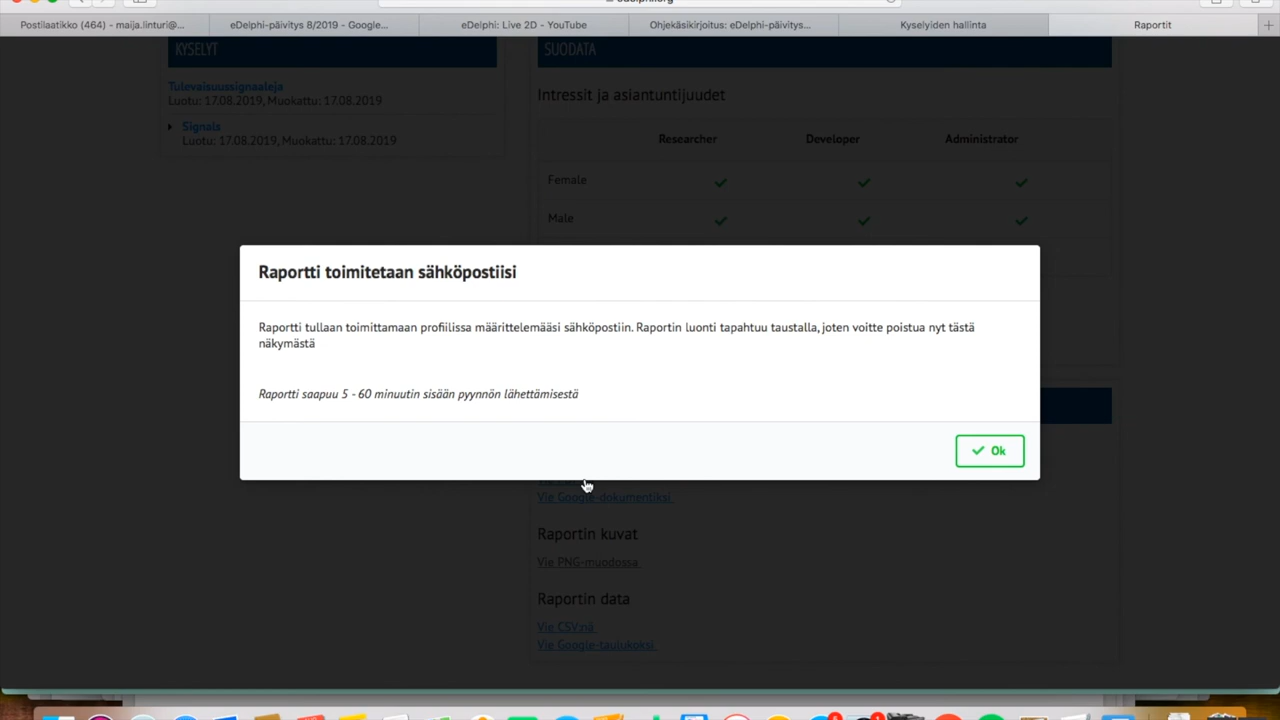 Postilaatikko (464) - maija.linturi@...
eDelphi-päivitys 8/2019 - Google...
eDelphi: Live 2D - YouTube
Ohjekäsikirjoitus: eDelphi-päivitys...
Kyselyiden hallinta
Raportit
KYSELYT
SUODATA
Tulevaisuussignaaleja
Luotu: 17.08.2019, Muokattu: 17.08.2019
Signals
Luotu: 17.08.2019, Muokattu: 17.08.2019
Intressit ja asiantuntijuudet
Researcher Developer Administrator
Female
Male
Raportti toimitetaan sähköpostiisi
Raportti tullaan toimittamaan profiilissa määrittelemääsi sähköpostiin. Raportin luonti tapahtuu taustalla, joten voitte poistua nyt tästä
näkymästä
Raportti saapuu 5 - 60 minuutin sisään pyynnön lähettämisestä
Ok
Vie Google-dokumentiksi
Raportin kuvat
Vie PNG-muodossa
Raportin data
Vie CSV:nä
Vie Google-taulukoksi